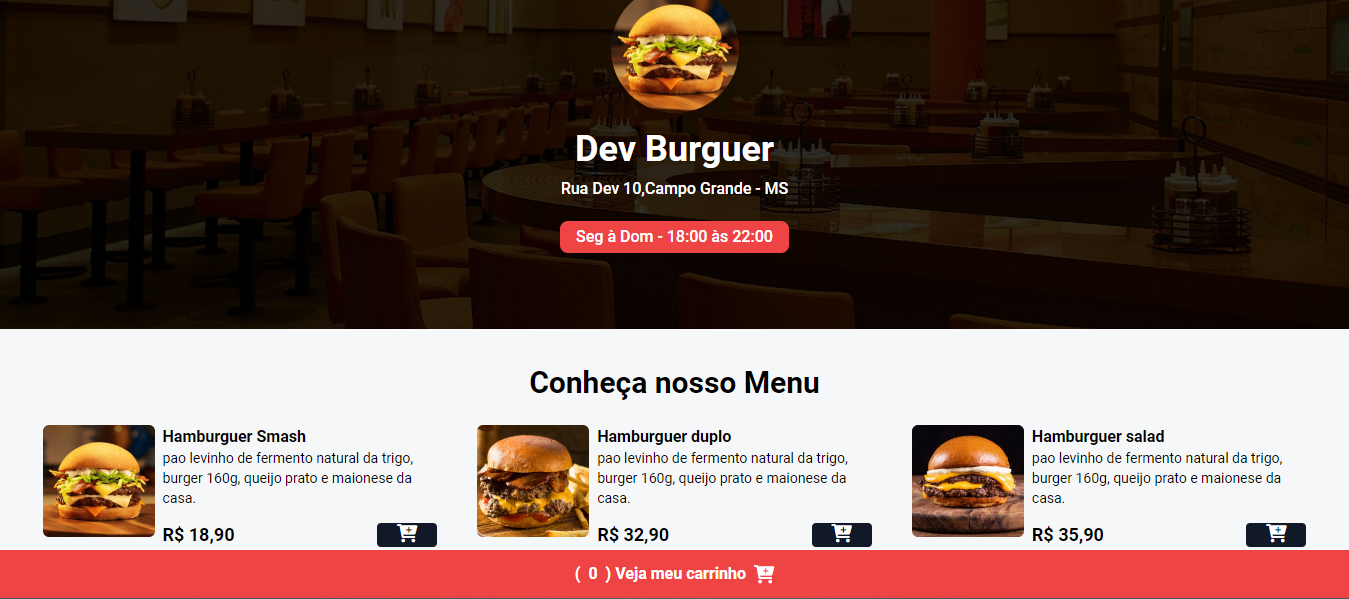 Dev Burguer
Rua Dev 10,Campo Grande - MS
Seg à Dom - 18:00 às 22:00
Conheça nosso Menu
Hamburguer Smash
pao levinho de fermento natural da trigo,
burger 160g, queijo prato e maionese da
casa.
R$ 18,90
Hamburguer duplo
pao levinho de fermento natural da trigo,
burger 160g, queijo prato e maionese da
casa.
R$ 32,90
Hamburguer salad
pao levinho de fermento natural da trigo,
burger 160g, queijo prato e maionese da
casa.
R$ 35,90
( 0 ) Veja meu carrinho